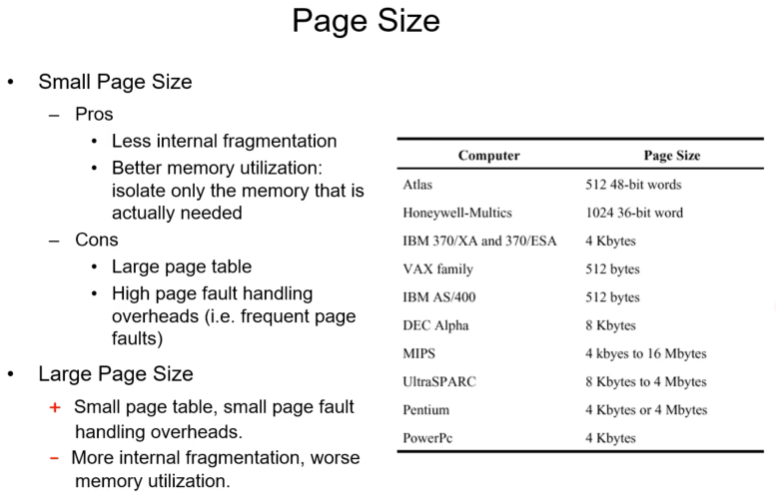 Page Size
• Small Page Size
– Pros
• Less internal fragmentation
• Better memory utilization:
isolate only the memory that is
actually needed
– Cons
• Large page table
• High page fault handling
overheads (i.e. frequent page
faults)
• Large Page Size
+ Small page table, small page fault
handling overheads.
– More internal fragmentation, worse
memory utilization.
Computer Page Size
Atlas 512 48-bit words
Honeywell-Multics 1024 36-bit word
IBM 370/XA and 370/ESA 4 Kbytes
VAX family 512 bytes
IBM AS/400 512 bytes
DEC Alpha 8 Kbytes
MIPS 4 kbyes to 16 Mbytes
UltraSPARC 8 Kbytes to 4 Mbytes
Pentium 4 Kbytes or 4 Mbytes
PowerPc 4 Kbytes